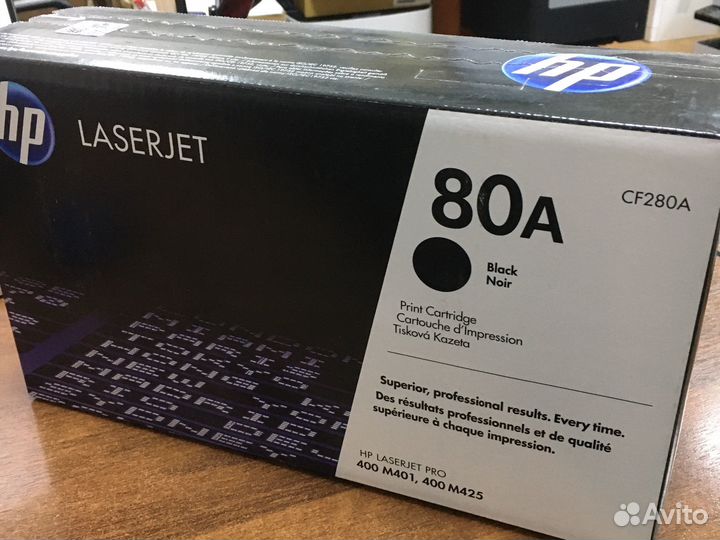 hp
hp
LASERJET
80A
CF280A
Black
Noir
Print Cartridge
Cartouche d'Impression
Tisková Kazeta
Superior, professional results. Every time.
Des résultats professionnels et de qualité
supérieure à chaque impression.
HP LASERJET PRO
400 M401, 400 M425
Avito